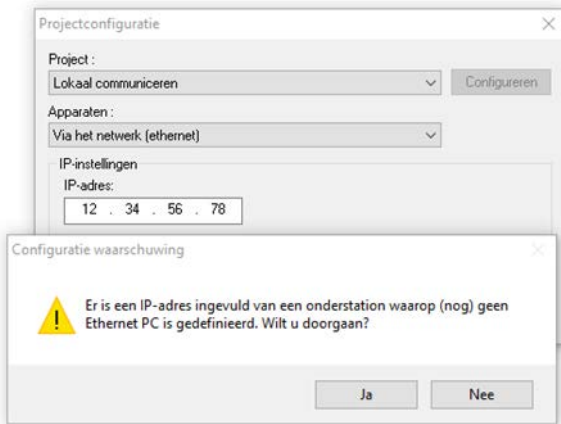 Projectconfiguratie
Project :
Lokaal communiceren
Configureren
Apparaten :
Via het netwerk (ethernet)
IP-instellingen
IP-adres:
12 . 34 . 56 . 78
Configuratie waarschuwing
Er is een IP-adres ingevuld van een onderstation waarop (nog) geen
Ethernet PC is gedefinieerd. Wilt u doorgaan?
Ja
Nee